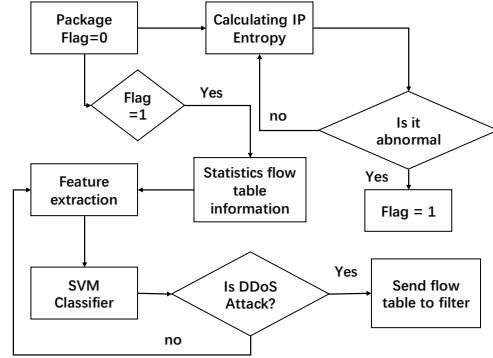 Package
Flag=0
Calculating IP
Entropy
Flag
=1
Yes
no
Is it
abnormal
Yes
Flag = 1
Statistics flow
table
information
Feature
extraction
SVM
Classifier
Is DDoS
Attack?
Yes
Send flow
table to filter
no